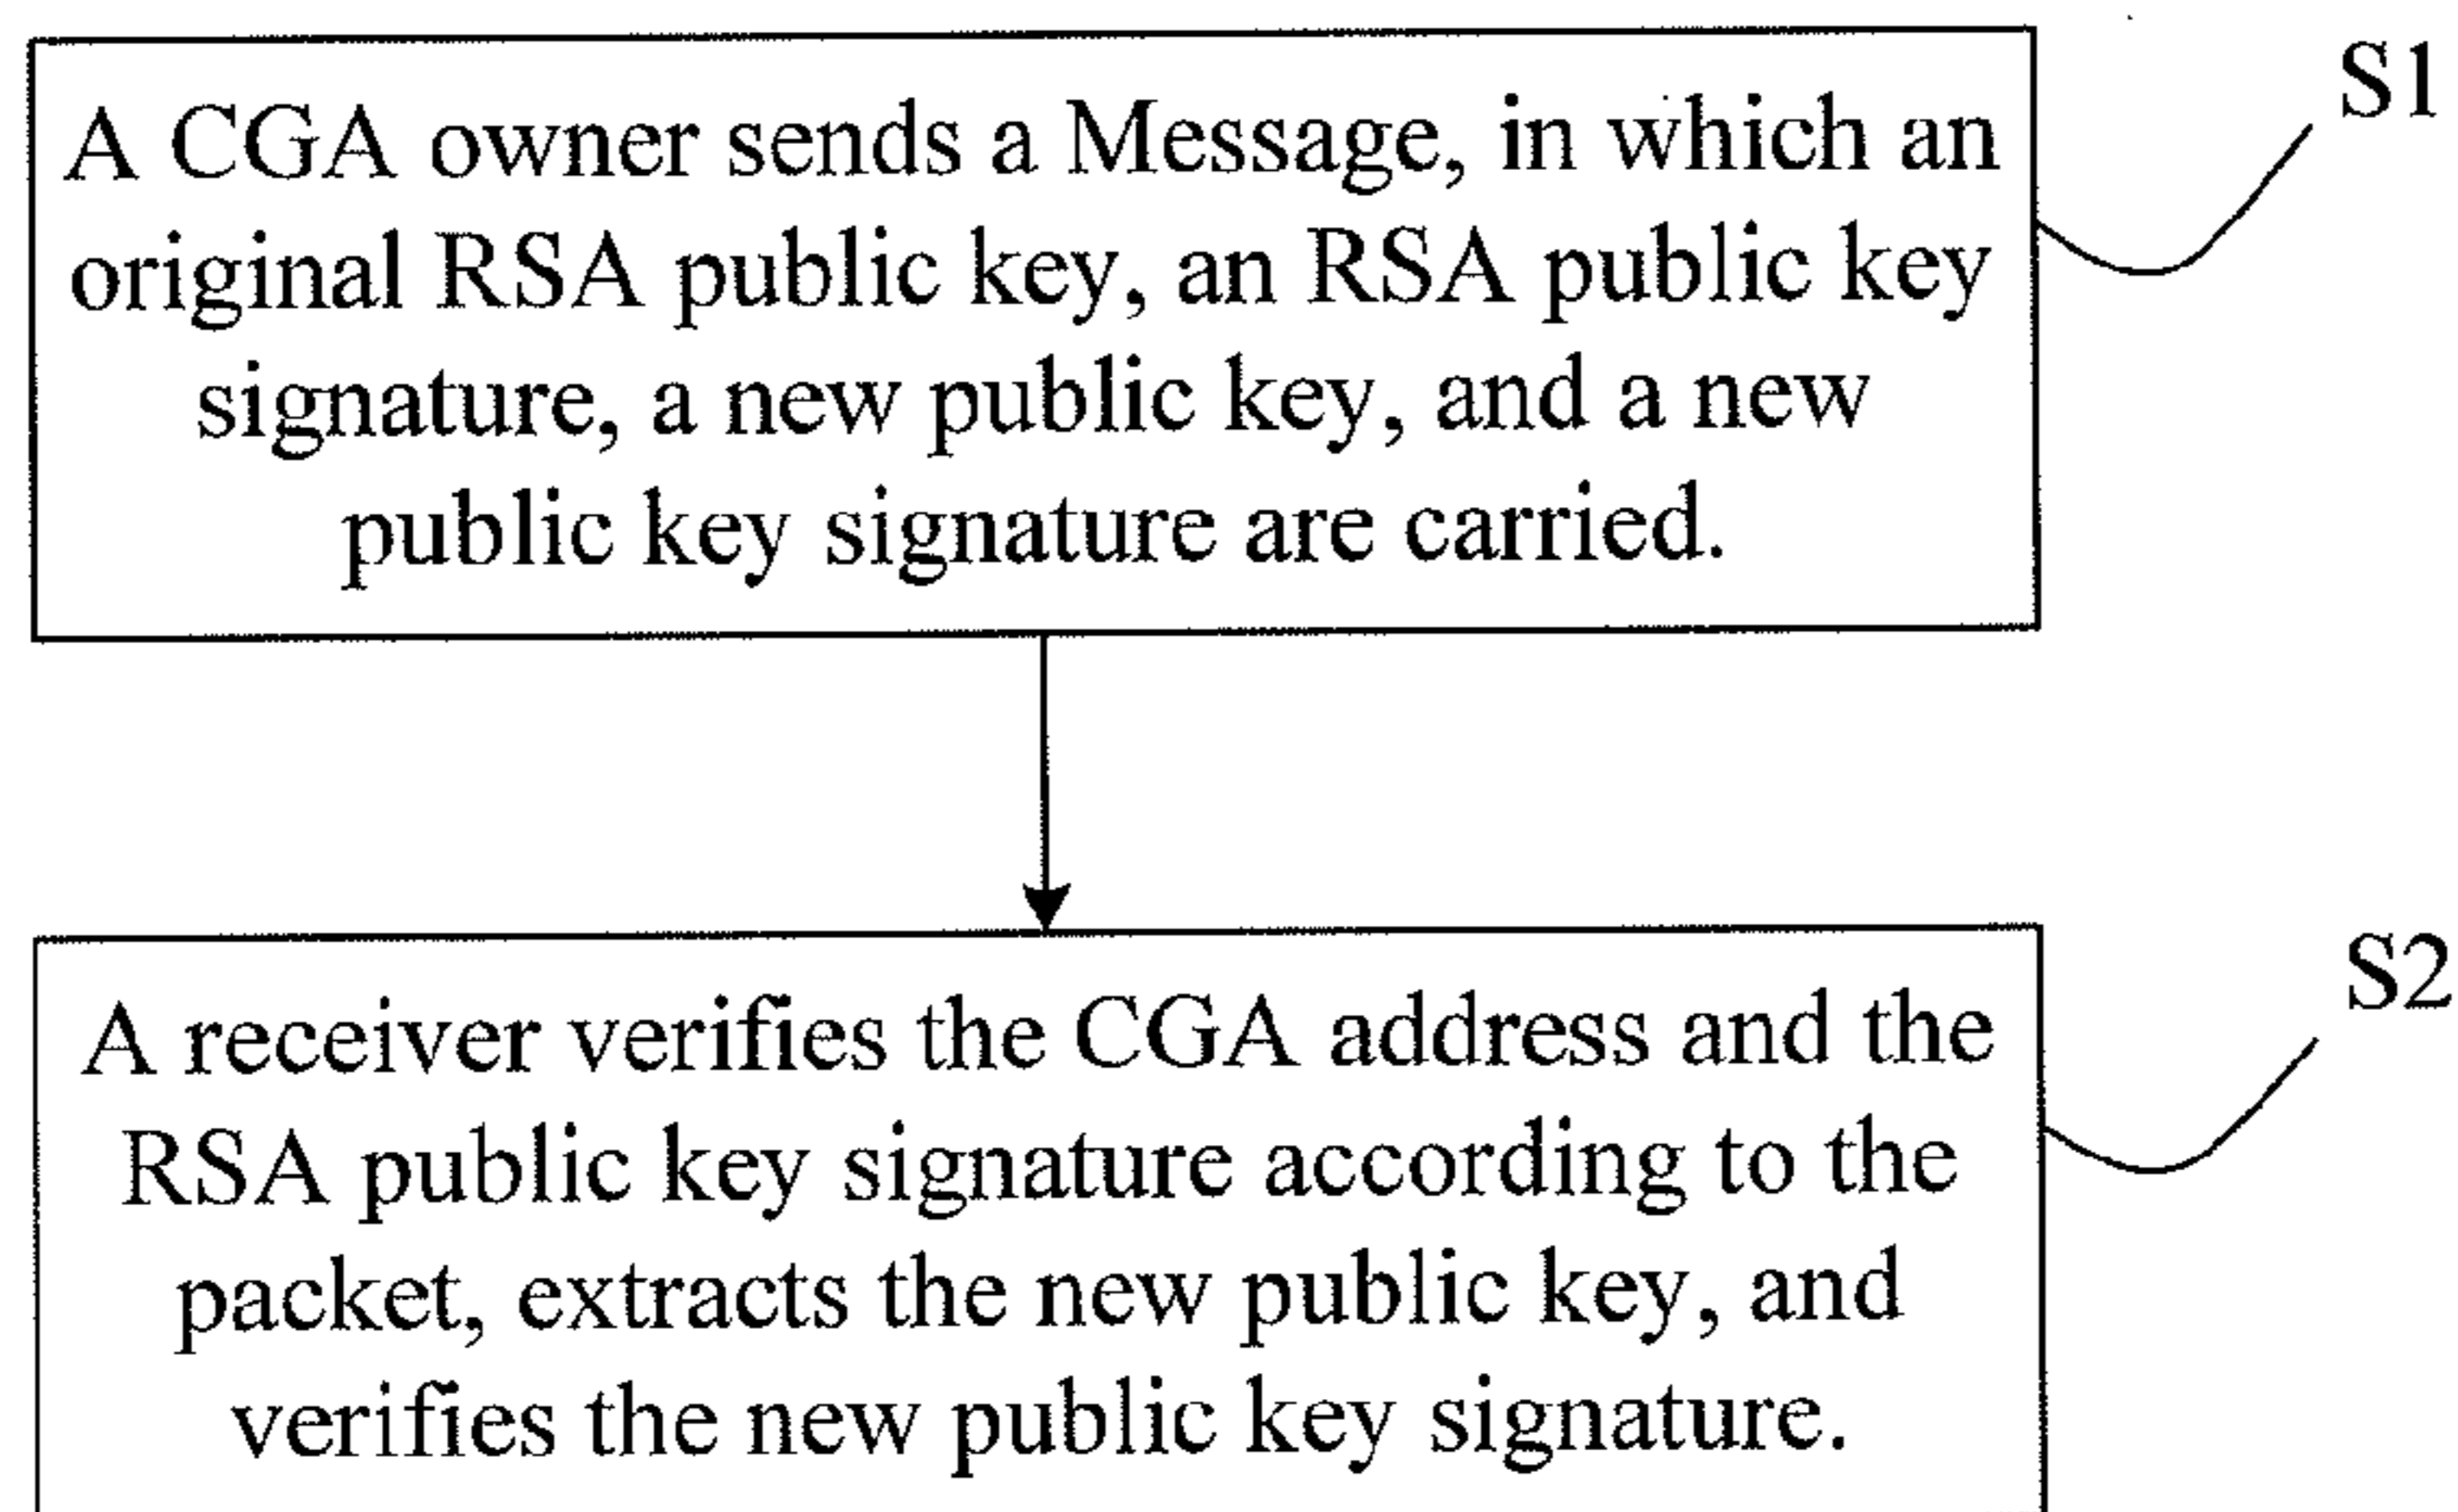 A CGA owner sends a Message, in which an
original RSA public key, an RSA public key
signature, a new public key, and a new
public key signature are carried.
S1
A receiver verifies the CGA address and the
RSA public key signature according to the
packet, extracts the new public key, and
verifies the new public key signature.
S2